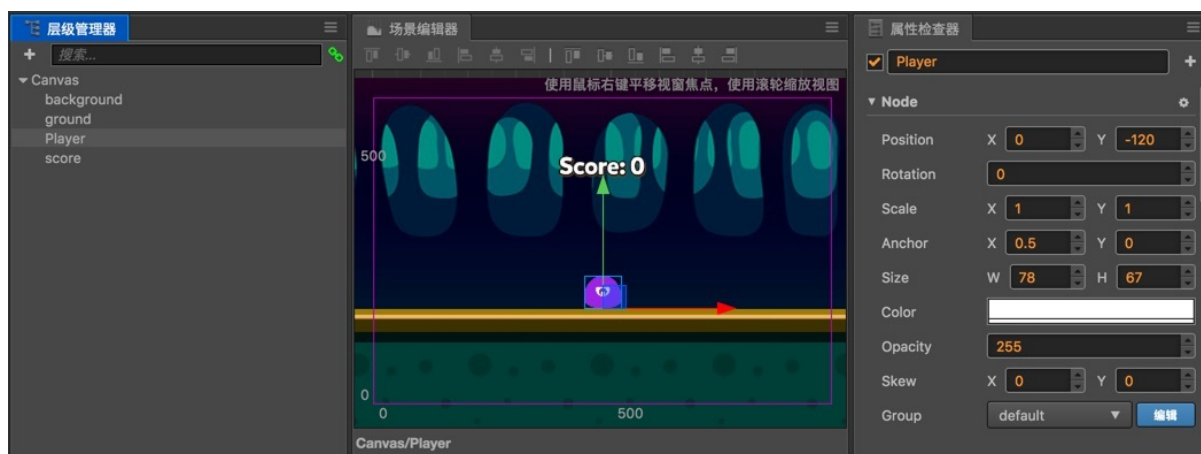 层级管理器
搜索...
Canvas
background
ground
Player
score
场景编辑器
使用鼠标右键平移视窗焦点，使用滚轮缩放视图
500
Score: 0
0
0 500
Canvas/Player
属性检查器
Player
Node
Position X 0 Y -120
Rotation 0
Scale X 1 Y 1
Anchor X 0.5 Y 0
Size W 78 H 67
Color
Opacity 255
Skew X 0 Y 0
Group default 编辑